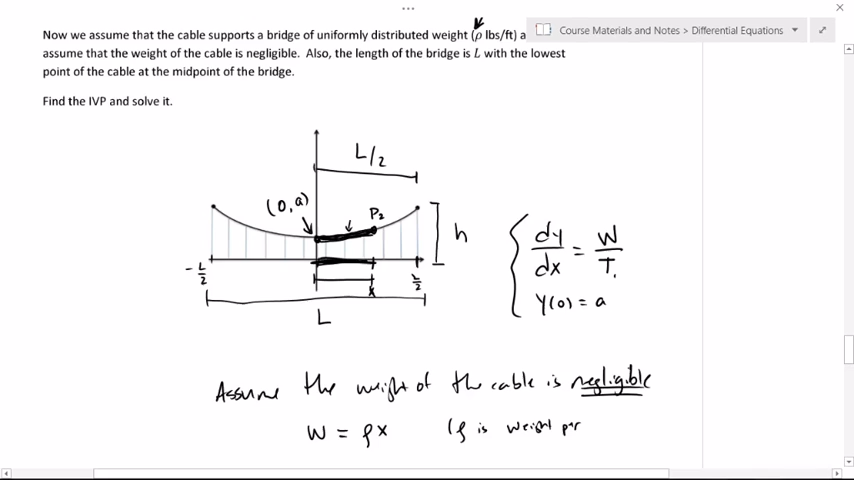 Now we assume that the cable supports a bridge of uniformly distributed weight (ρ lbs/ft) a
Course Materials and Notes > Differential Equations
assume that the weight of the cable is negligible. Also, the length of the bridge is L with the lowest
point of the cable at the midpoint of the bridge.
Find the IVP and solve it.
L/2
(0,a)
P₂
h
dy/dx = W/T₁
Y(0) = a
-L/2
x
L/2
L
Assume the weight of the cable is negligible
W = ρx (ρ is weight per